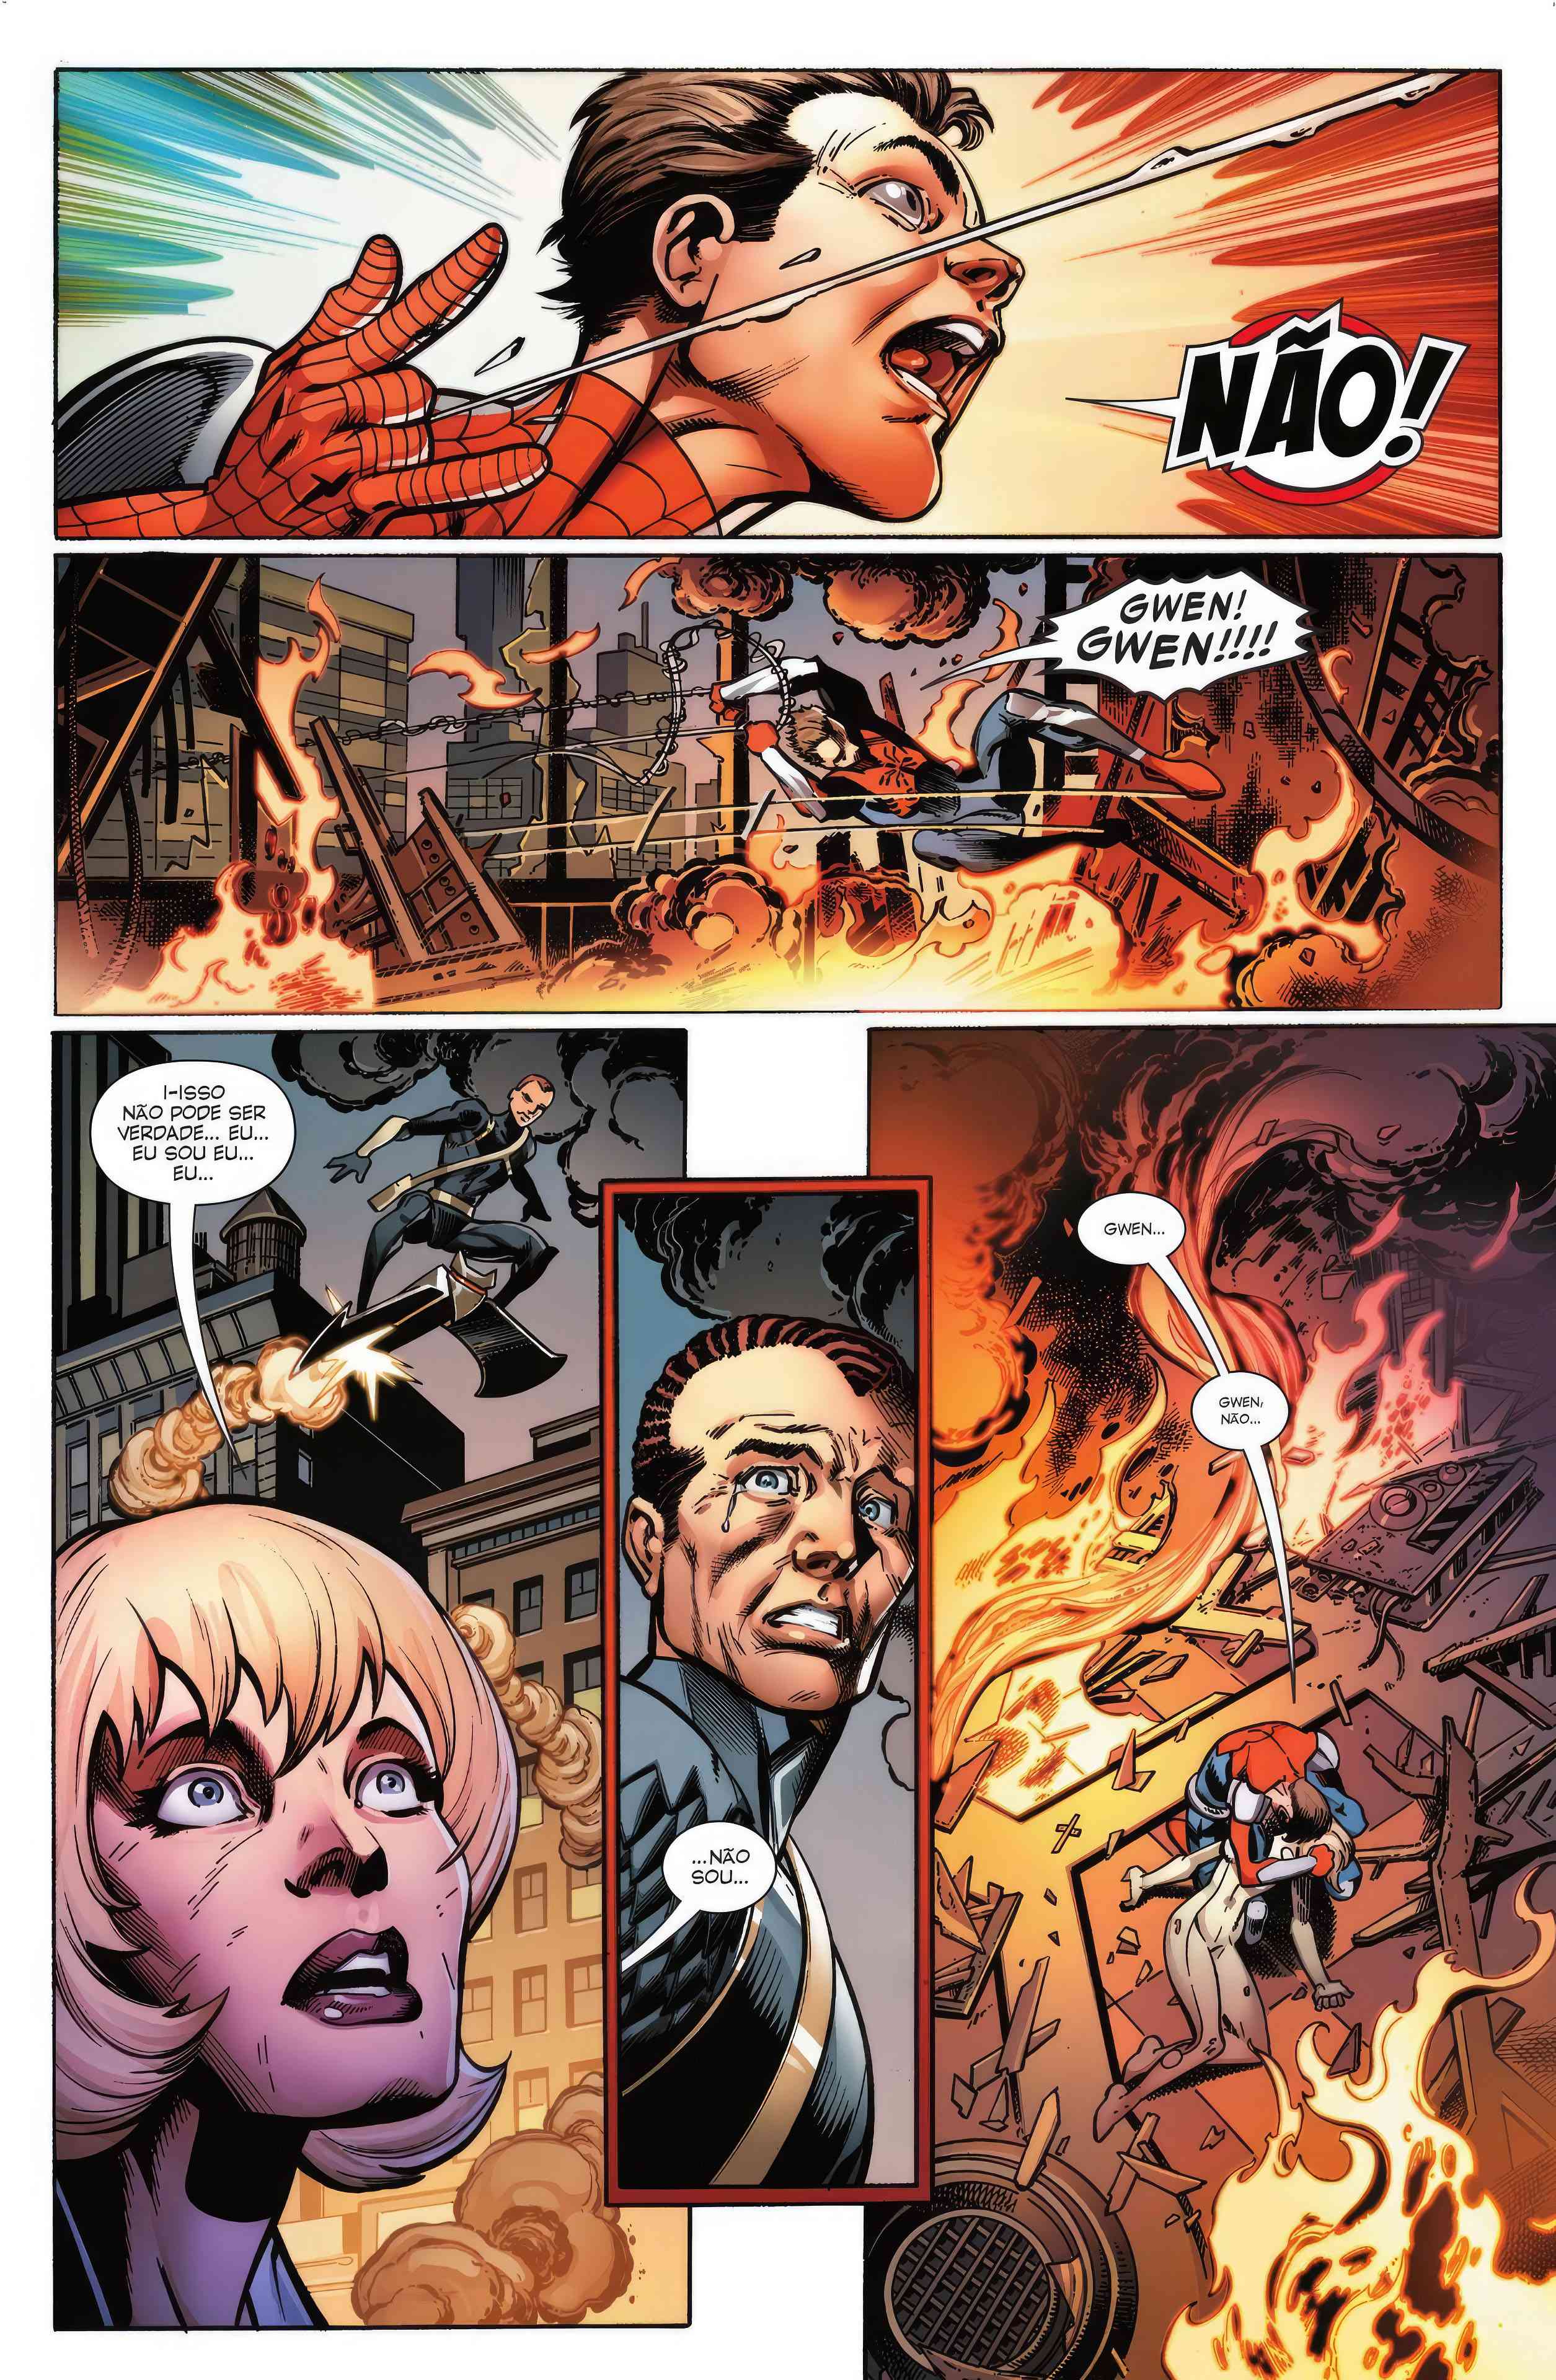 NÃO!
GWEN!
GWEN!!!!
I-ISSO
NÃO PODE SER
VERDADE... EU...
EU SOU EU...
EU...
...NÃO
SOU...
GWEN...
GWEN,
NÃO...